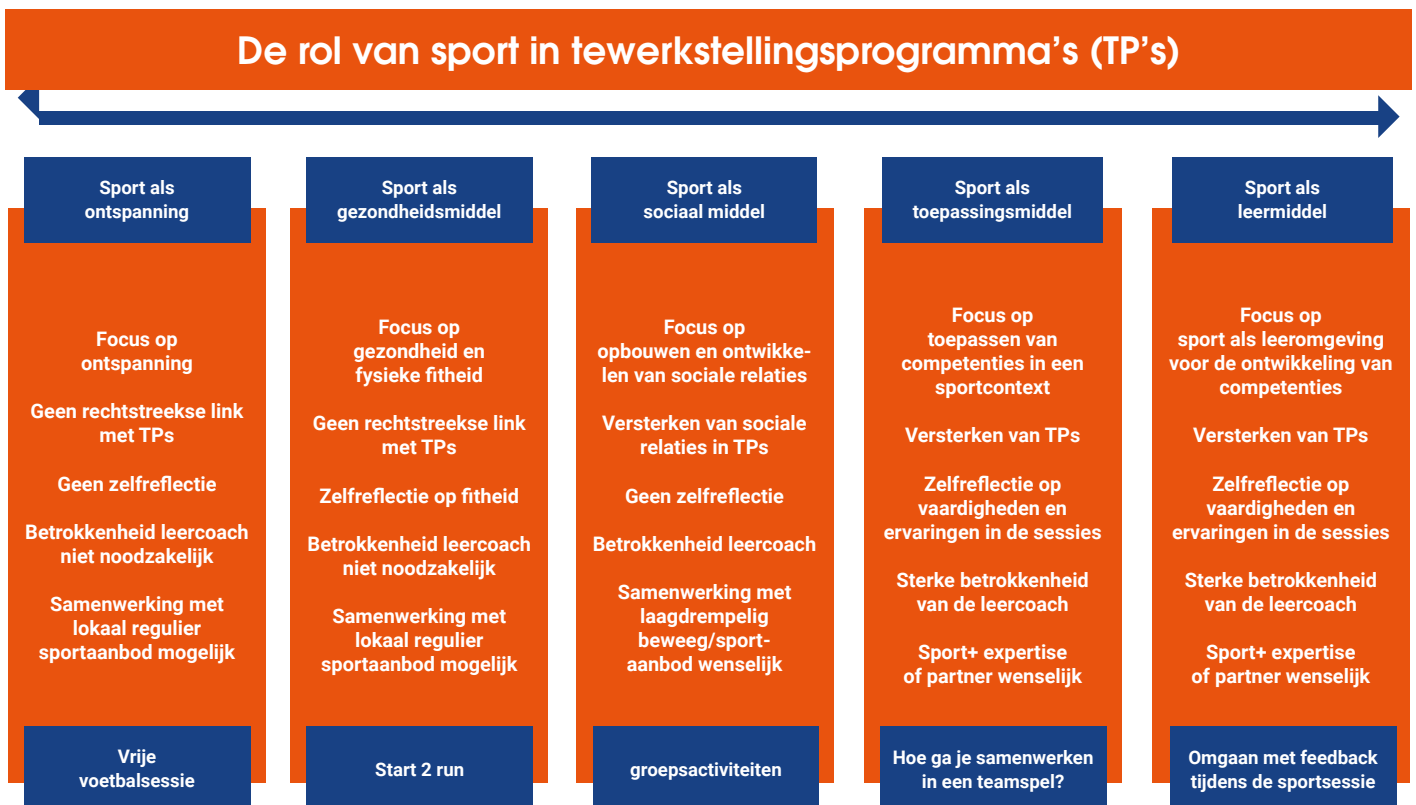 De rol van sport in tewerkstellingsprogramma's (TP's)
Sport als
ontspanning
Focus op
ontspanning
Geen rechtstreekse link
met TPs
Geen zelfreflectie
Betrokkenheid leercoach
niet noodzakelijk
Samenwerking met
lokaal regulier
sportaanbod mogelijk
Vrije
voetbalsessie
Sport als
gezondheidsmiddel
Focus op
gezondheid en
fysieke fitheid
Geen rechtstreekse link
met TPs
Zelfreflectie op fitheid
Betrokkenheid leercoach
niet noodzakelijk
Samenwerking met
lokaal regulier
sportaanbod mogelijk
Start 2 run
Sport als
sociaal middel
Focus op
opbouwen en ontwikke-
len van sociale relaties
Versterken van sociale
relaties in TPs
Geen zelfreflectie
Betrokkenheid leercoach
Samenwerking met
laagdrempelig
beweeg/sport-
aanbod wenselijk
groepsactiviteiten
Sport als
toepassingsmiddel
Focus op
toepassen van
competenties in een
sportcontext
Versterken van TPs
Zelfreflectie op
vaardigheden en
ervaringen in de sessies
Sterke betrokkenheid
van de leercoach
Sport+ expertise
of partner wenselijk
Hoe ga je samenwerken
in een teamspel?
Sport als
leermiddel
Focus op
sport als leeromgeving
voor de ontwikkeling van
competenties
Versterken van TPs
Zelfreflectie op
vaardigheden en
ervaringen in de sessies
Sterke betrokkenheid
van de leercoach
Sport+ expertise
of partner wenselijk
Omgaan met feedback
tijdens de sportsessie